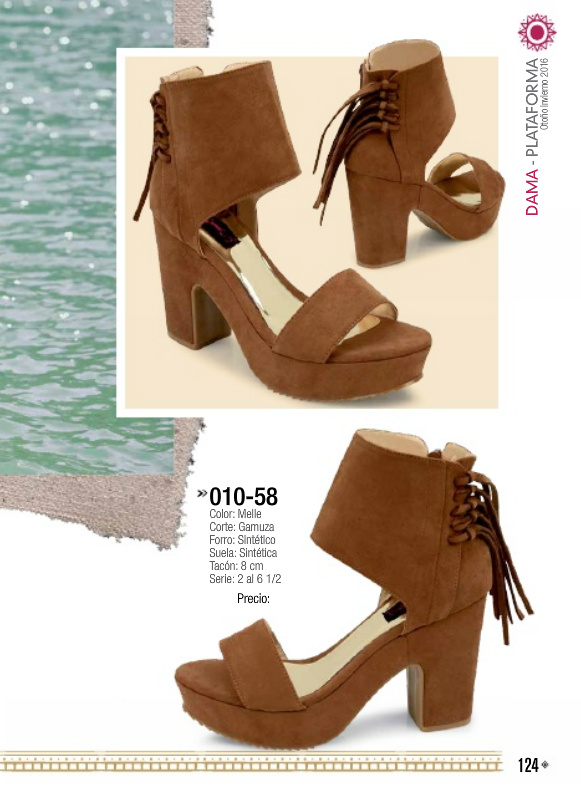 DAMA - PLATAFORMA
Otoño Invierno 2016
010-58
Color: Melle
Corte: Gamuza
Forro: Sintético
Suela: Sintética
Tacón: 8 cm
Serie: 2 al 6 1/2
Precio:
124